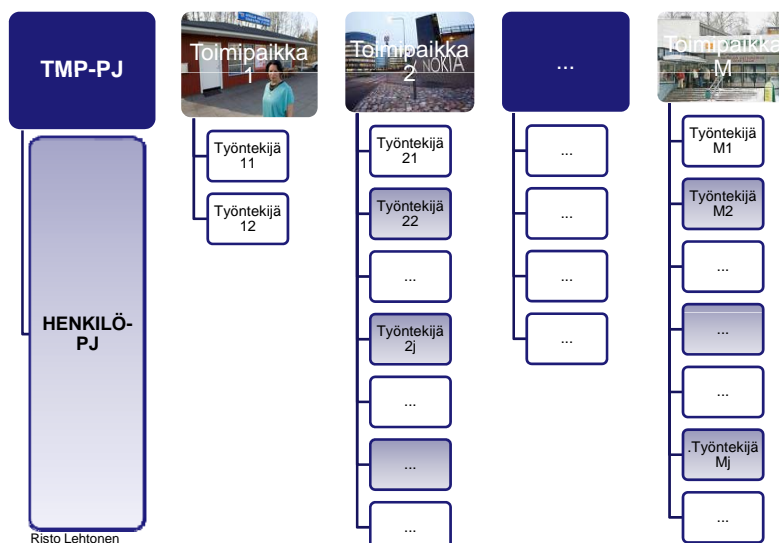 TMP-PJ
HENKILÖ-
PJ
Risto Lehtonen
Toimipaikka
1
Työntekijä
11
Työntekijä
12
Toimipaikka
2
NOKIA
Työntekijä
21
Työntekijä
22
...
Työntekijä
2j
...
...
...
...
...
...
...
...
Toimipaikka
M
Työntekijä
M1
Työntekijä
M2
...
...
...
.Työntekijä
Mj
...